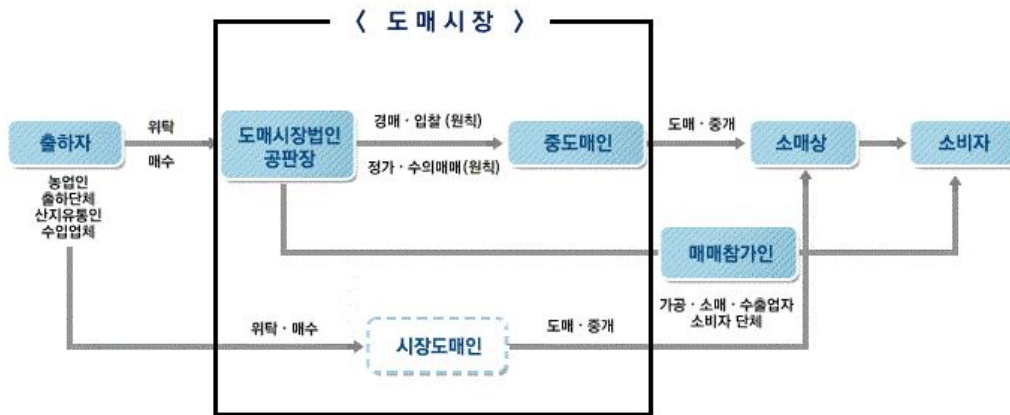 < 도매시장 >
출하자
위탁
매수
도매시장법인
공판장
경매 · 입찰 (원칙)
정가 · 수의매매 (원칙)
중도매인
도매 · 중개
소매상
소비자
농업인
출하단체
산지유통인
수입업체
매매참가인
가공 · 소매 · 수출업자
소비자 단체
위탁 · 매수
시장도매인
도매 · 중개